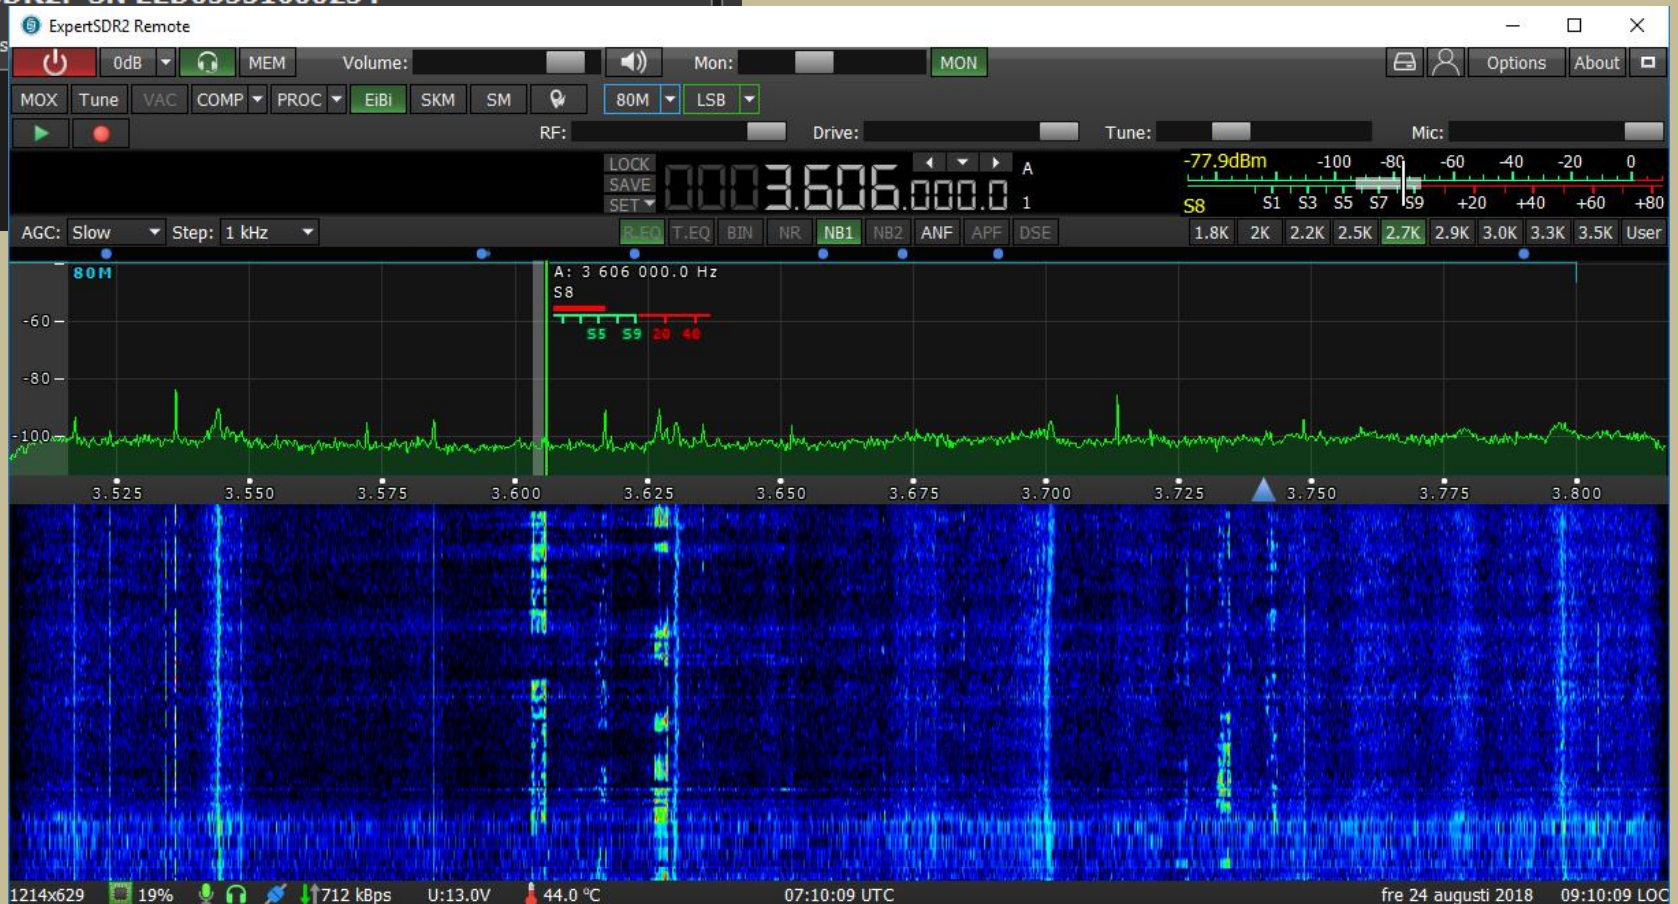 ExpertSDR2 Remote
0dB MEM Volume: Mon: MON Options About
MOX Tune VAC COMP PROC EiBi SKM SM 80M LSB
RF: Drive: Tune: Mic:
LOCK
SAVE
SET
0003.606.000.0
A
1
-77.9dBm -100 -80 -60 -40 -20 0
S8 S1 S3 S5 S7 S9 +20 +40 +60 +80
AGC: Slow Step: 1 kHz R.EQ T.EQ BIN NR NB1 NB2 ANF APF DSE 1.8K 2K 2.2K 2.5K 2.7K 2.9K 3.0K 3.3K 3.5K User
80M A: 3 606 000.0 Hz
S8
S5 S9 20 40
-60
-80
-100
3.525 3.550 3.575 3.600 3.625 3.650 3.675 3.700 3.725 3.750 3.775 3.800
1214x629 19% 712 kBps U:13.0V 44.0 °C 07:10:09 UTC fre 24 augusti 2018 09:10:09 LOC